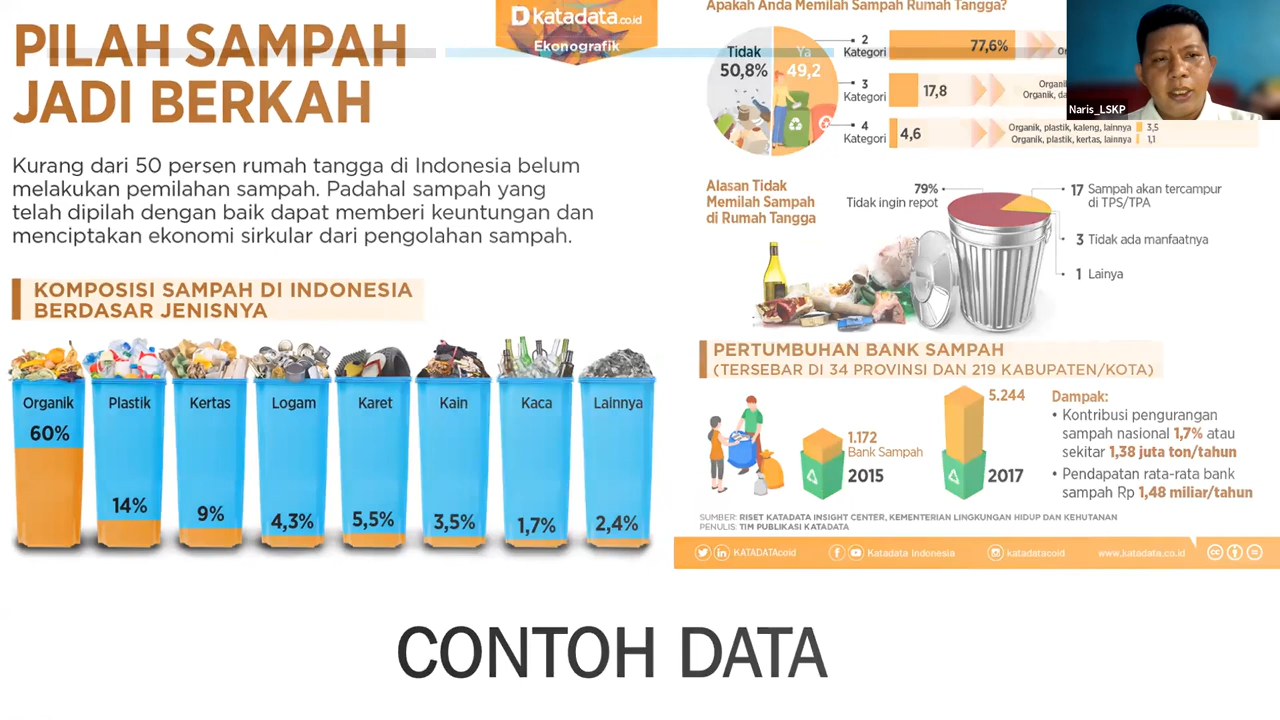 PILAH SAMPAH
JADI BERKAH
Dkatadata.co.id
Ekonografik
Kurang dari 50 persen rumah tangga di Indonesia belum
melakukan pemilahan sampah. Padahal sampah yang
telah dipilah dengan baik dapat memberi keuntungan dan
menciptakan ekonomi sirkular dari pengolahan sampah.
KOMPOSISI SAMPAH DI INDONESIA
BERDASAR JENISNYA
Organik
60%
Plastik
14%
Kertas
9%
Logam
4,3%
Karet
5,5%
Kain
3,5%
Kaca
1,7%
Lainnya
2,4%
Apakah Anda Memilah Sampah Rumah Tangga?
Tidak
50,8%
Ya
49,2
2
Kategori
77,6%
3
Kategori
17,8
Organik, da
4
Kategori
4,6
Organik, plastik, kaleng, lainnya 3,5
Organik, plastik, kertas, lainnya 1,1
Naris_LSKP
Alasan Tidak
Memilah Sampah
di Rumah Tangga
79%
Tidak ingin repot
17 Sampah akan tercampur
di TPS/TPA
3 Tidak ada manfaatnya
1 Lainya
PERTUMBUHAN BANK SAMPAH
(TERSEBAR DI 34 PROVINSI DAN 219 KABUPATEN/KOTA)
1.172
Bank Sampah
2015
5.244
2017
Dampak:
• Kontribusi pengurangan
sampah nasional 1,7% atau
sekitar 1,38 juta ton/tahun
• Pendapatan rata-rata bank
sampah Rp 1,48 miliar/tahun
SUMBER: RISET KATADATA INSIGHT CENTER, KEMENTERIAN LINGKUNGAN HIDUP DAN KEHUTANAN
PENULIS: TIM PUBLIKASI KATADATA
KATADATAcoid
Katadata Indonesia
katadatacoid
www.katadata.co.id
CONTOH DATA